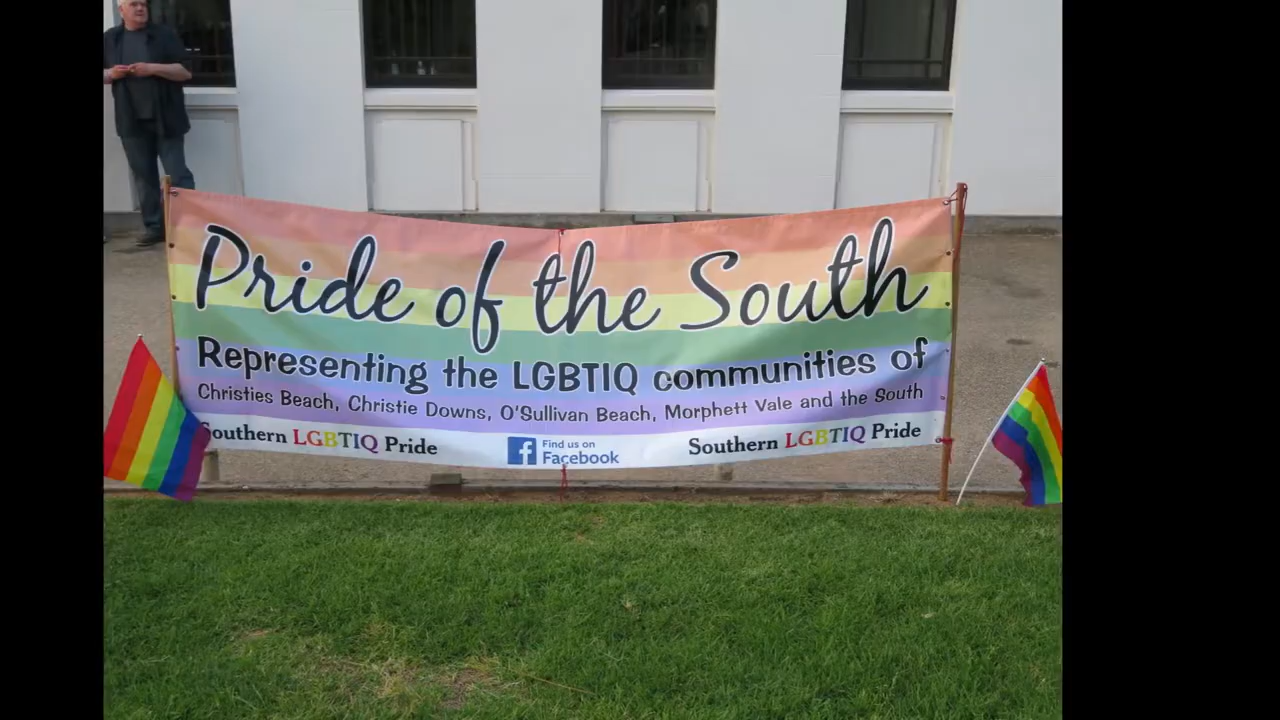 Pride of the South
Representing the LGBTIQ communities of
Christies Beach, Christie Downs, O'Sullivan Beach, Morphett Vale and the South
Southern LGBTIQ Pride
Find us on
Facebook
Southern LGBTIQ Pride